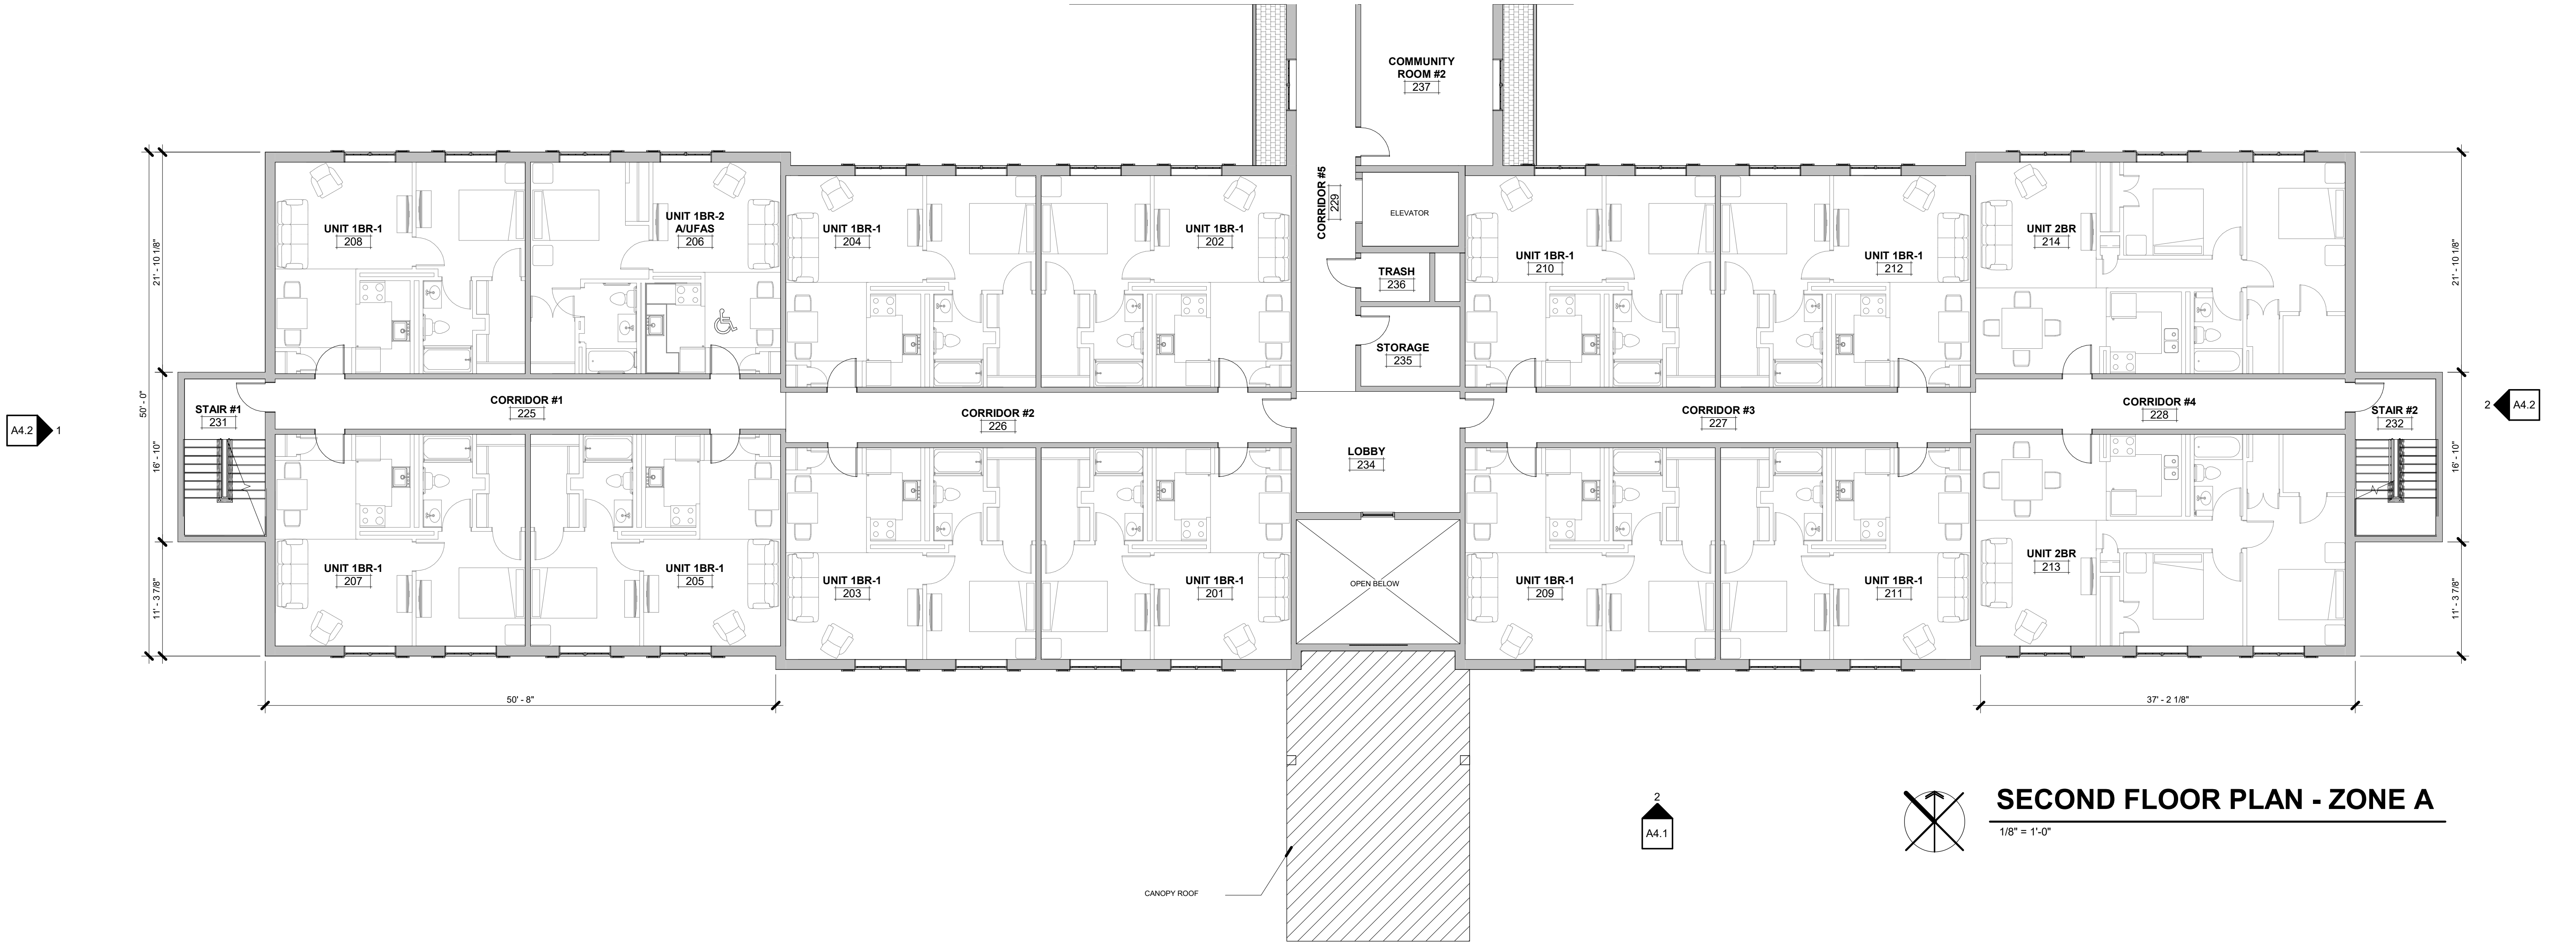 COMMUNITY
ROOM #2
237
CORRIDOR #5
229
ELEVATOR
TRASH
236
STORAGE
235
UNIT 1BR-1
208
UNIT 1BR-2
A/UFAS
206
UNIT 1BR-1
204
UNIT 1BR-1
202
UNIT 1BR-1
210
UNIT 1BR-1
212
UNIT 2BR
214
21' - 10 1/8"
50' - 0"
16' - 10"
11' - 3 7/8"
21' - 10 1/8"
16' - 10"
11' - 3 7/8"
A4.2
1
STAIR #1
231
CORRIDOR #1
225
CORRIDOR #2
226
LOBBY
234
CORRIDOR #3
227
CORRIDOR #4
228
STAIR #2
232
2
A4.2
UNIT 1BR-1
207
UNIT 1BR-1
205
UNIT 1BR-1
203
UNIT 1BR-1
201
OPEN BELOW
UNIT 1BR-1
209
UNIT 1BR-1
211
UNIT 2BR
213
50' - 8"
37' - 2 1/8"
CANOPY ROOF
2
A4.1
SECOND FLOOR PLAN - ZONE A
1/8" = 1'-0"